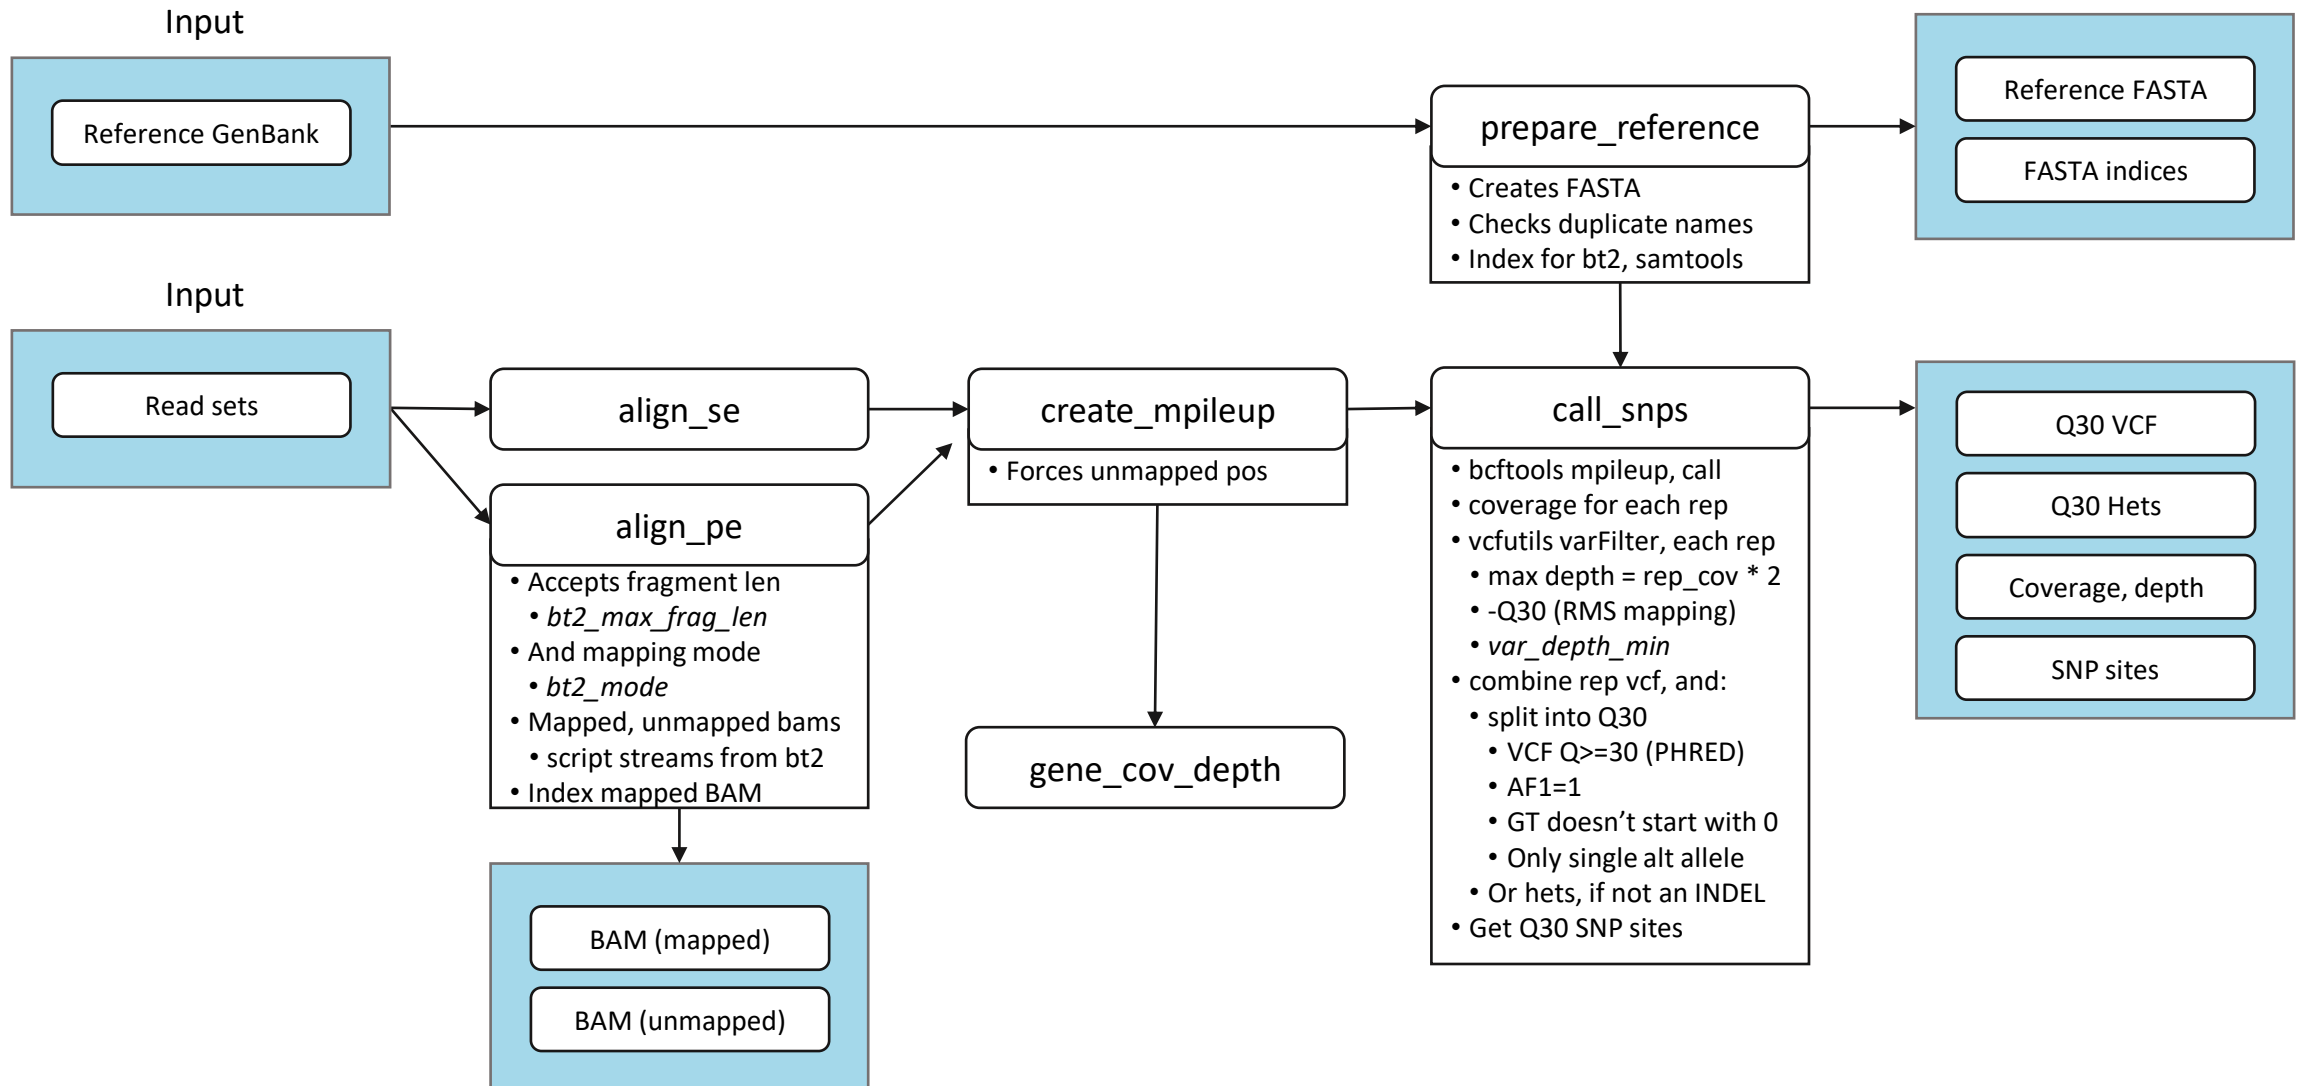 Input
Reference GenBank
prepare_reference
• Creates FASTA
• Checks duplicate names
• Index for bt2, samtools
Reference FASTA
FASTA indices
Input
Read sets
align_se
align_pe
• Accepts fragment len
• bt2_max_frag_len
• And mapping mode
• bt2_mode
• Mapped, unmapped bams
• script streams from bt2
• Index mapped BAM
BAM (mapped)
BAM (unmapped)
create_mpileup
• Forces unmapped pos
gene_cov_depth
call_snps
• bcftools mpileup, call
• coverage for each rep
• vcfutils varFilter, each rep
• max depth = rep_cov * 2
• -Q30 (RMS mapping)
• var_depth_min
• combine rep vcf, and:
• split into Q30
• VCF Q>=30 (PHRED)
• AF1=1
• GT doesn’t start with 0
• Only single alt allele
• Or hets, if not an INDEL
• Get Q30 SNP sites
Q30 VCF
Q30 Hets
Coverage, depth
SNP sites